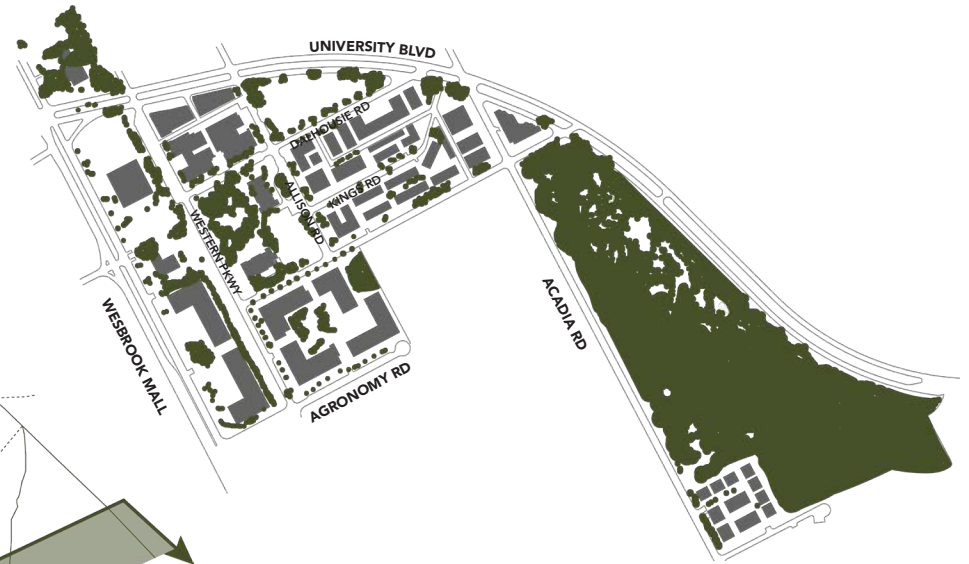 UNIVERSITY BLVD
DALHOUSIE RD
ALLISON RD
KINGS RD
WESTERN PKWY
ACADIA RD
WESBROOK MALL
AGRONOMY RD